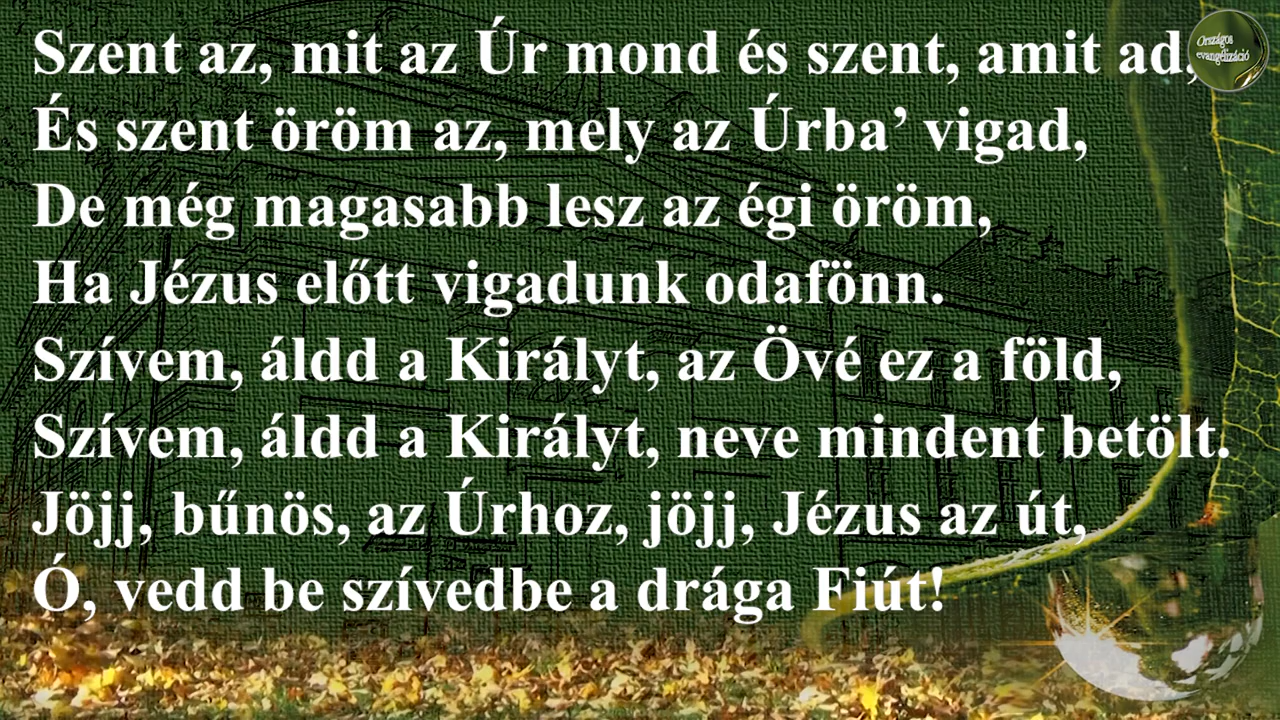 Szent az, mit az Úr mond és szent, amit ad,
És szent öröm az, mely az Úrba’ vigad,
De még magasabb lesz az égi öröm,
Ha Jézus előtt vigadunk odafönn.
Szívem, áldd a Királyt, az Övé ez a föld,
Szívem, áldd a Királyt, neve mindent betölt.
Jöjj, bűnös, az Úrhoz, jöjj, Jézus az út,
Ó, vedd be szívedbe a drága Fiút!
Országos
evangélizáció